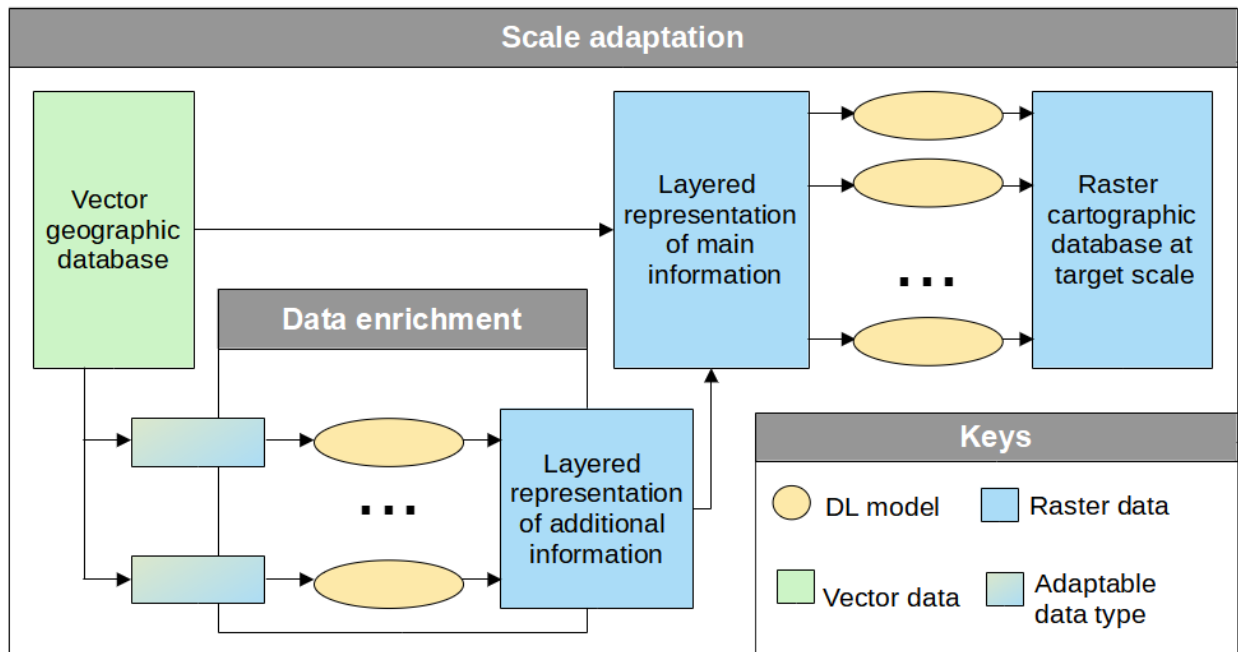 Scale adaptation
Vector
geographic
database
Layered
representation
of main
information
Raster
cartographic
database at
target scale
...
Data enrichment
...
Layered
representation
of additional
information
Keys
DL model
Raster data
Vector data
Adaptable
data type